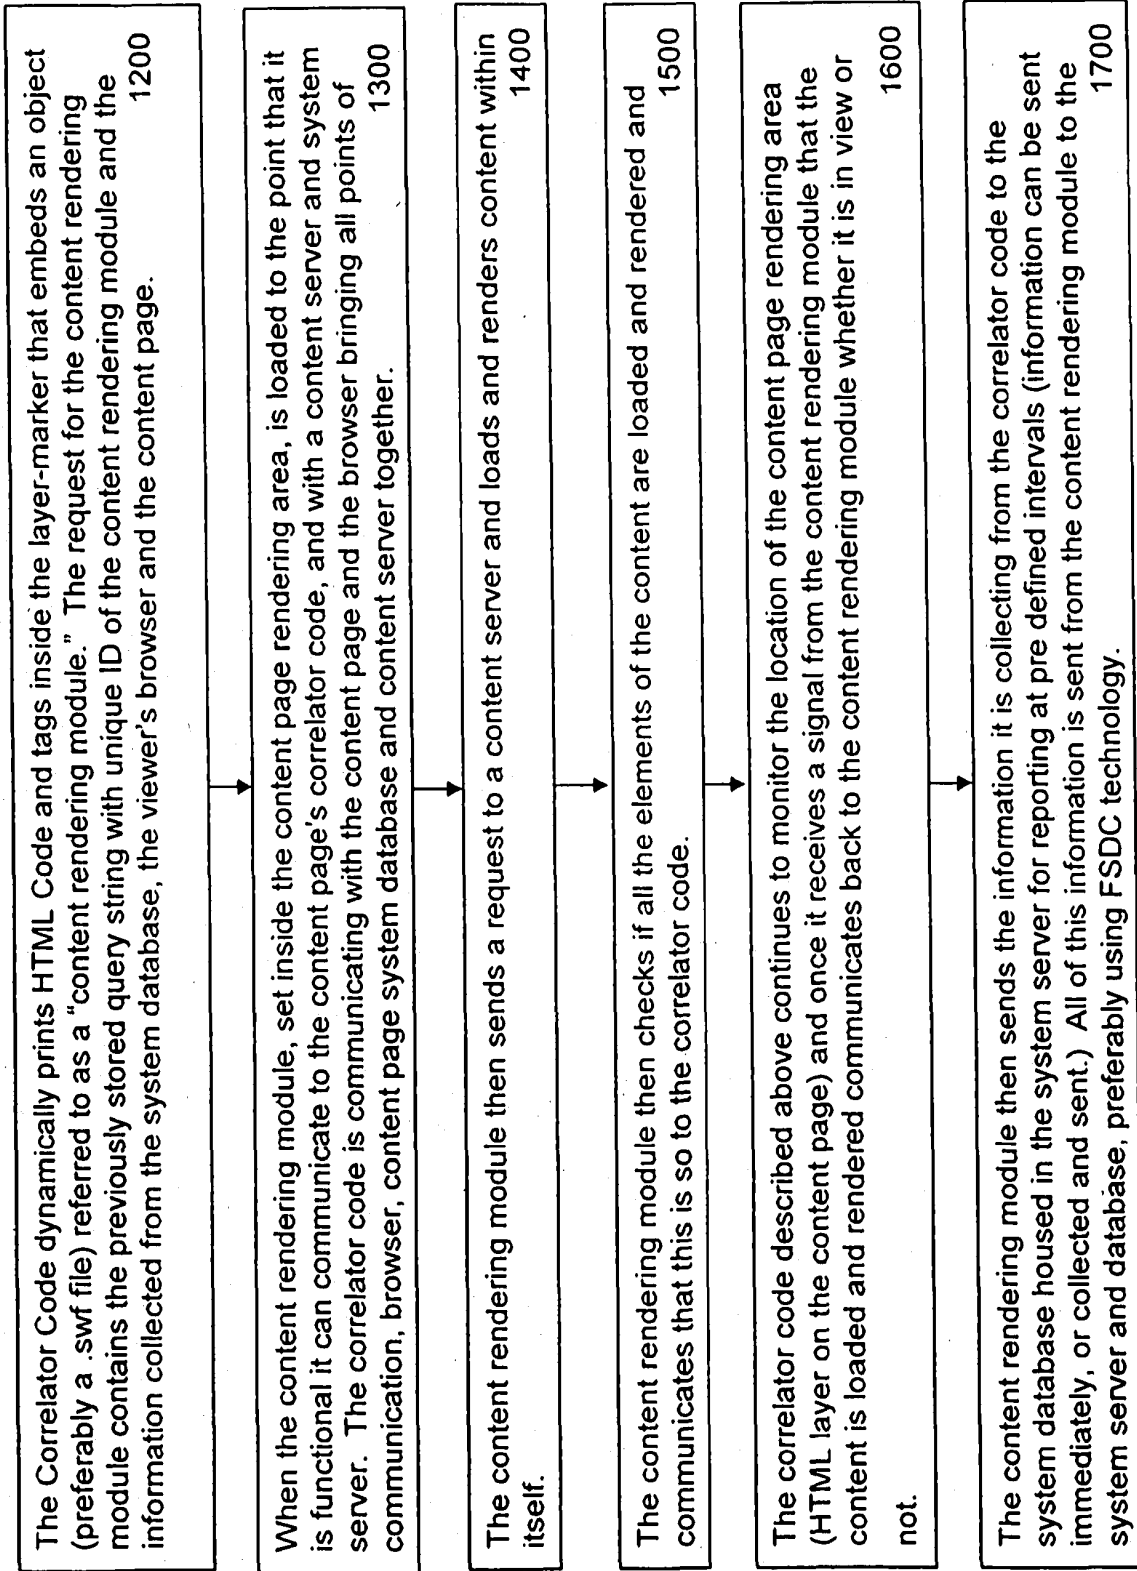 The Correlator Code dynamically prints HTML Code and tags inside the layer-marker that embeds an object
(preferably a .swf file) referred to as a “content rendering module.” The request for the content rendering
module contains the previously stored query string with unique ID of the content rendering module and the
information collected from the system database, the viewer's browser and the content page. 1200
When the content rendering module, set inside the content page rendering area, is loaded to the point that it
is functional it can communicate to the content page's correlator code, and with a content server and system
server. The correlator code is communicating with the content page and the browser bringing all points of
communication, browser, content page system database and content server together. 1300
The content rendering module then sends a request to a content server and loads and renders content within
itself. 1400
The content rendering module then checks if all the elements of the content are loaded and rendered and
communicates that this is so to the correlator code. 1500
The correlator code described above continues to monitor the location of the content page rendering area
(HTML layer on the content page) and once it receives a signal from the content rendering module that the
content is loaded and rendered communicates back to the content rendering module whether it is in view or
not. 1600
The content rendering module then sends the information it is collecting from the correlator code to the
system database housed in the system server for reporting at pre defined intervals (information can be sent
immediately, or collected and sent.) All of this information is sent from the content rendering module to the
system server and database, preferably using FSDC technology. 1700